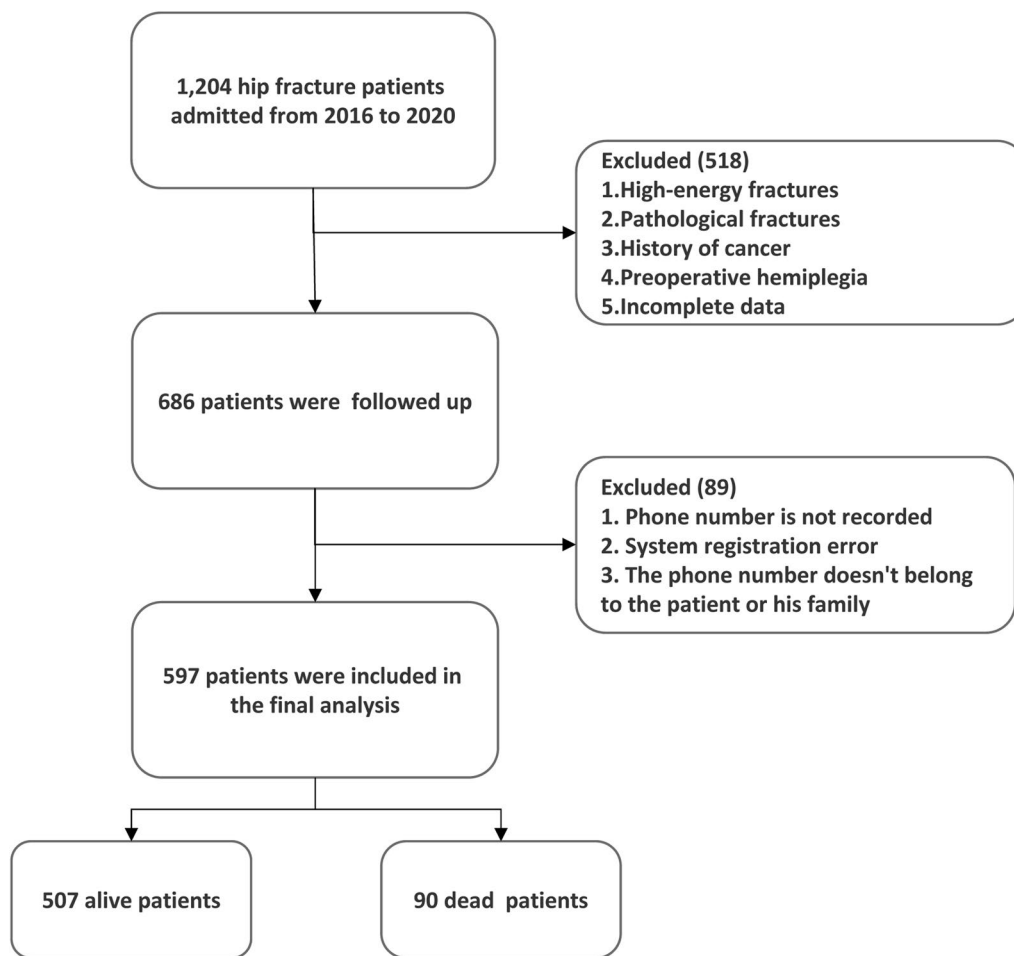 1,204 hip fracture patients
admitted from 2016 to 2020
Excluded (518)
1.High-energy fractures
2.Pathological fractures
3.History of cancer
4.Preoperative hemiplegia
5.Incomplete data
686 patients were  followed up
Excluded (89)
1. Phone number is not recorded
2. System registration error
3. The phone number doesn't belong
to the patient or his family
597 patients were included in
the final analysis
507 alive patients
90 dead  patients